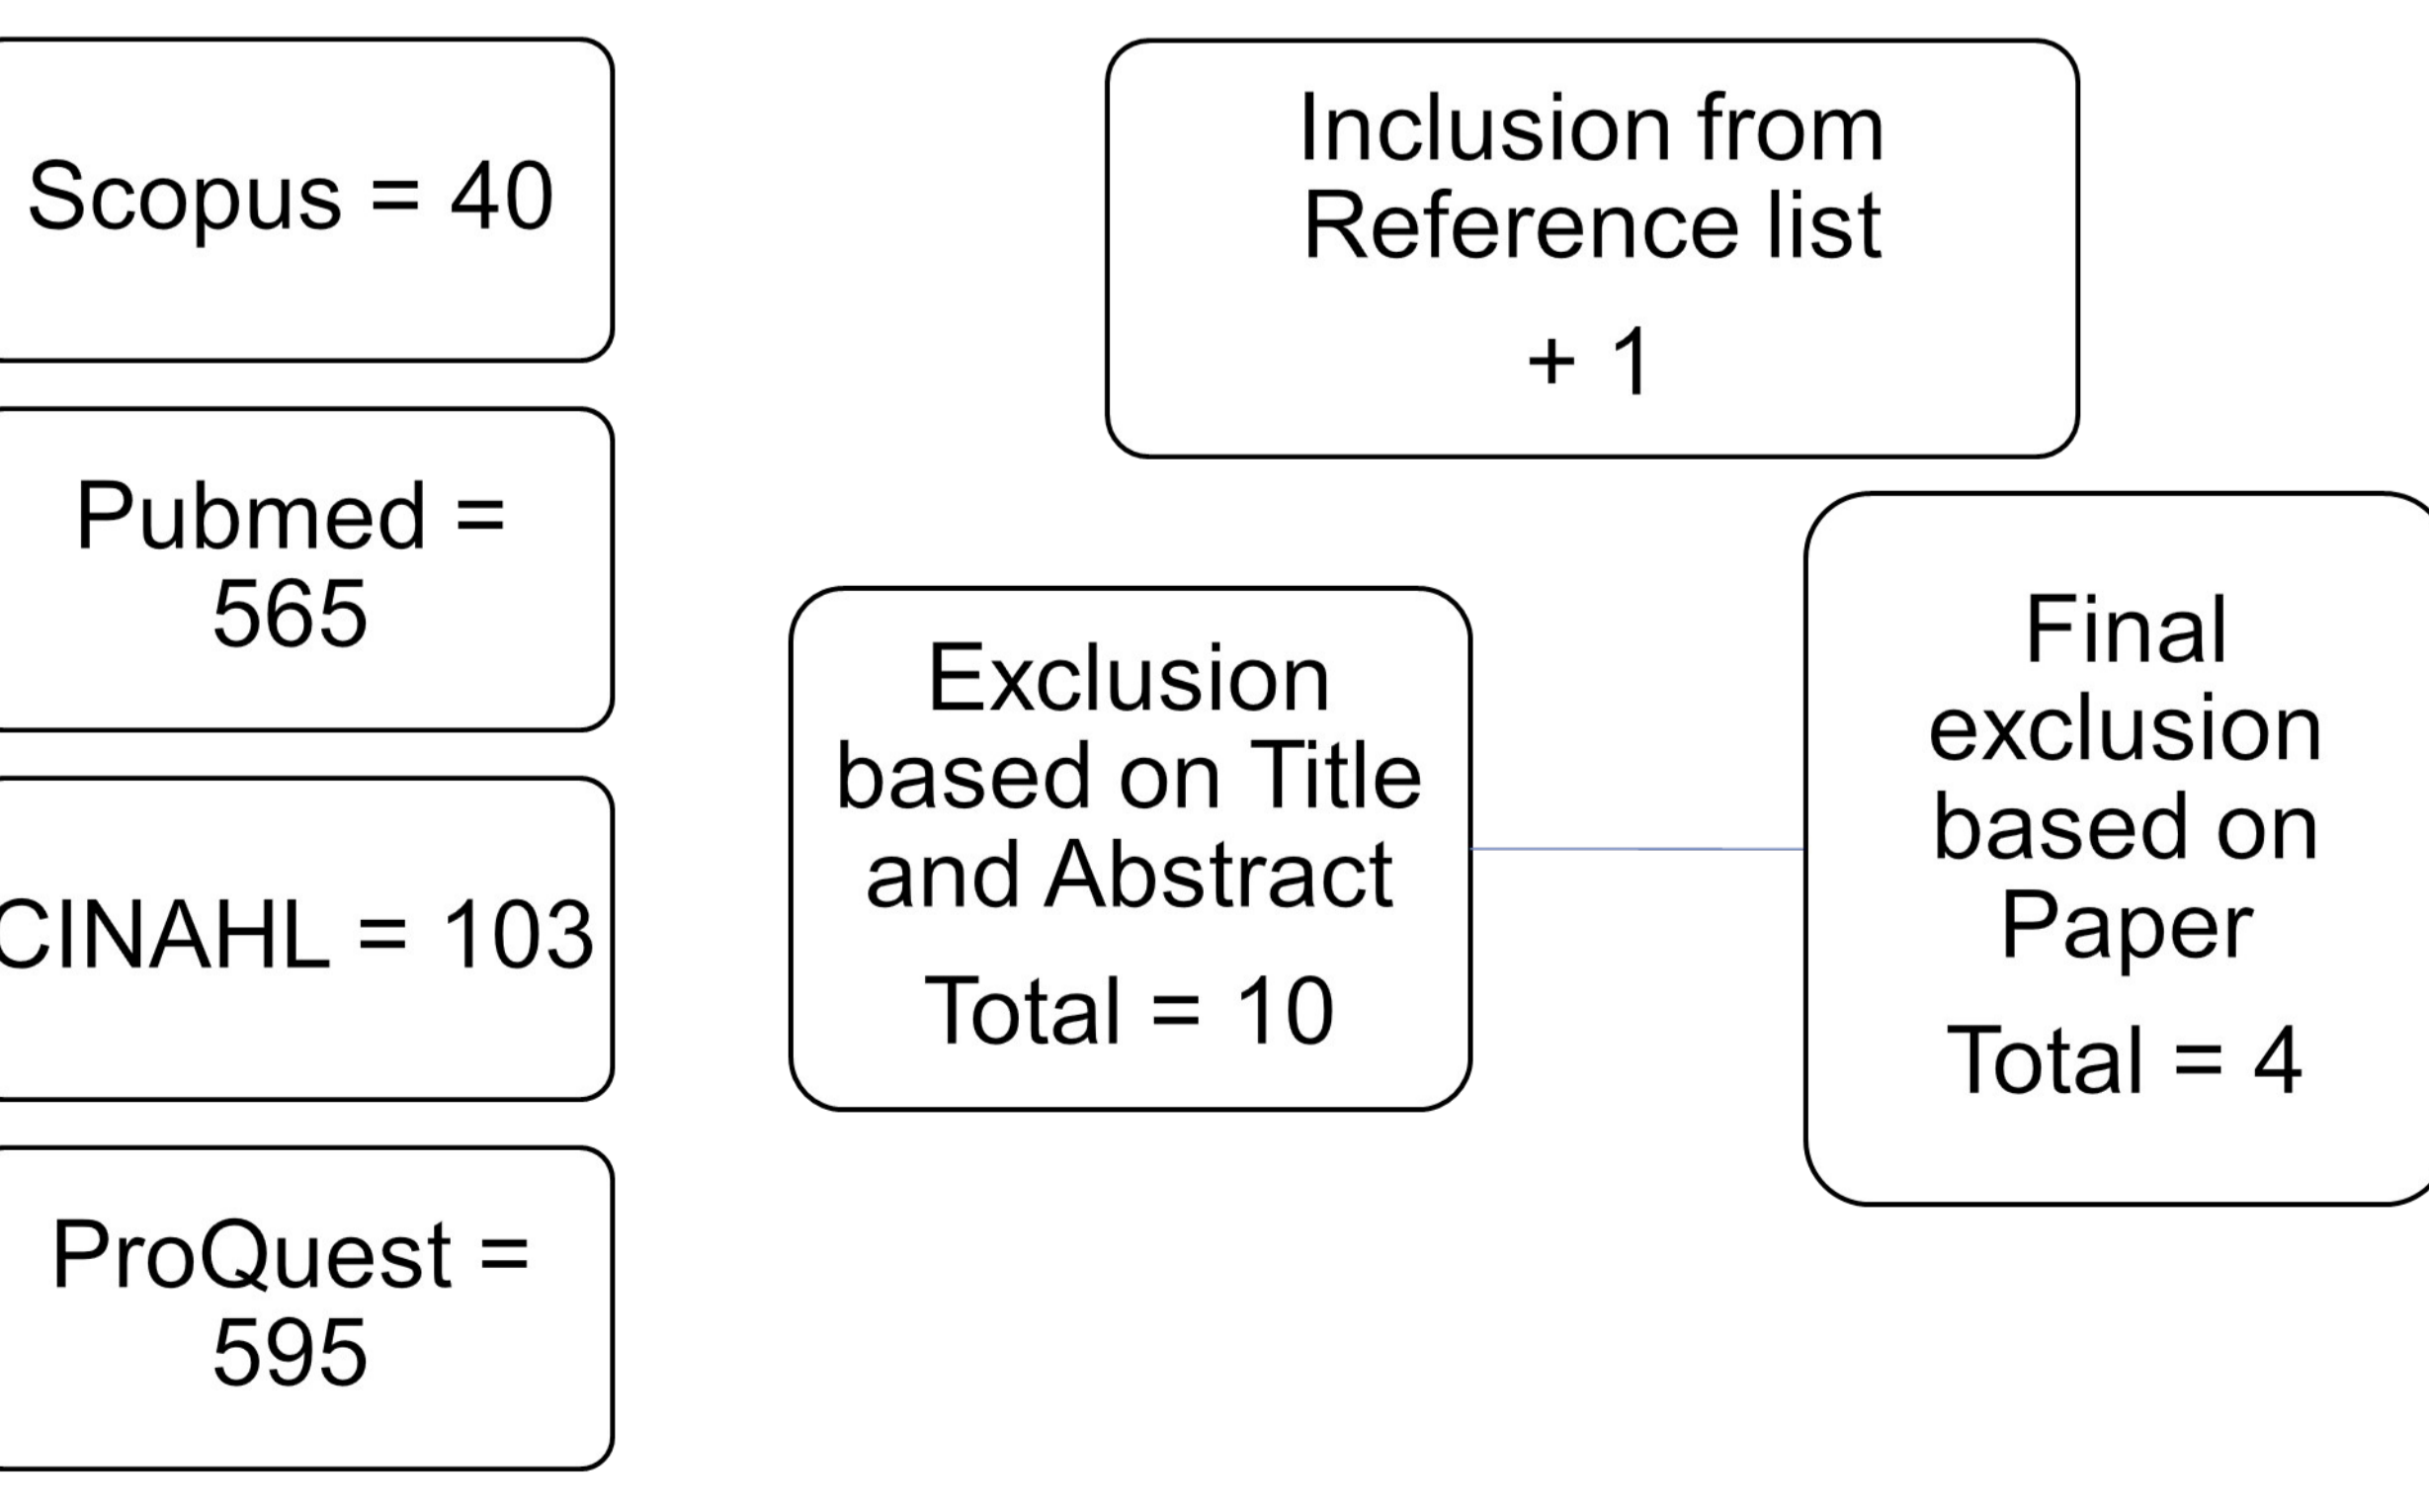 Scopus = 40
Pubmed =
565
CINAHL = 103
ProQuest =
595
Inclusion from
Reference list
+ 1
Exclusion
based on Title
and Abstract
Total = 10
Final
exclusion
based on
Paper
Total = 4